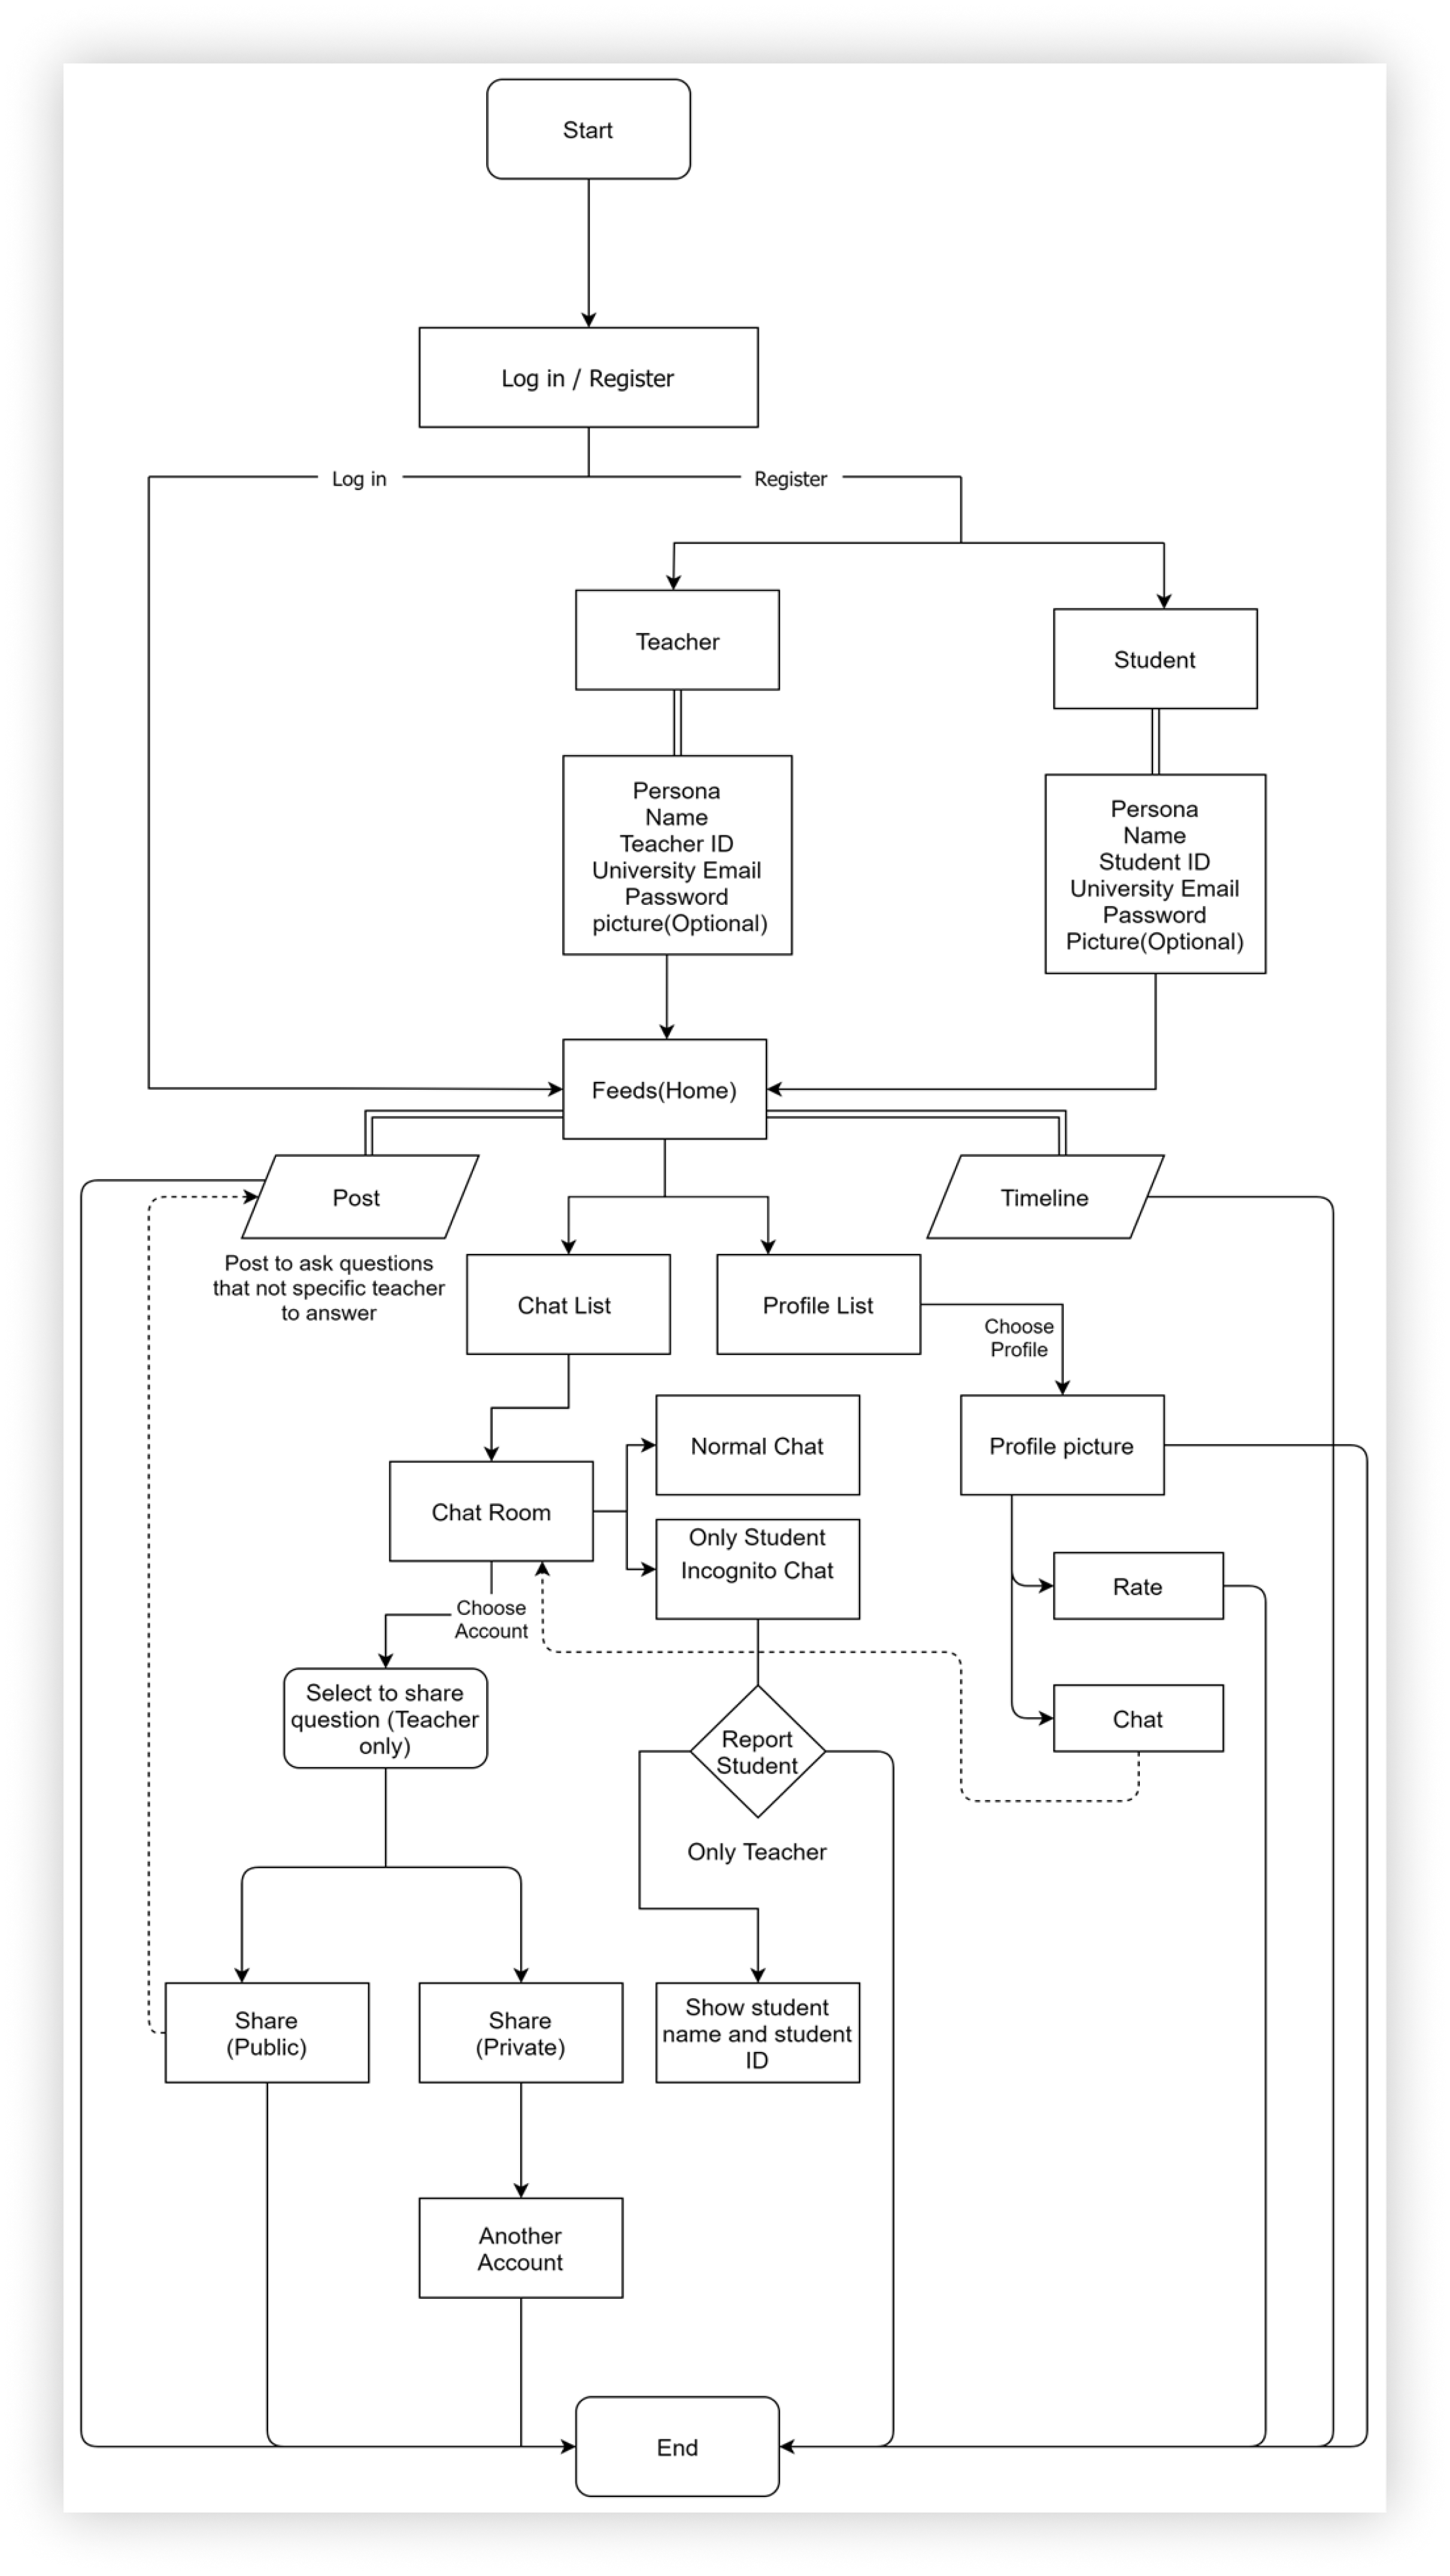 Start
Log in / Register
Log in
Register
Teacher
Student
Persona
Name
Teacher ID
University Email
Password
picture(Optional)
Persona
Name
Student ID
University Email
Password
Picture(Optional)
Feeds(Home)
Post
Timeline
Post to ask questions
that not specific teacher
to answer
Chat List
Profile List
Choose
Profile
Normal Chat
Profile picture
Chat Room
Only Student
Incognito Chat
Rate
Choose
Account
Select to share
question (Teacher
only)
Report
Student
Chat
Only Teacher
Share
(Public)
Share
(Private)
Show student
name and student
ID
Another
Account
End